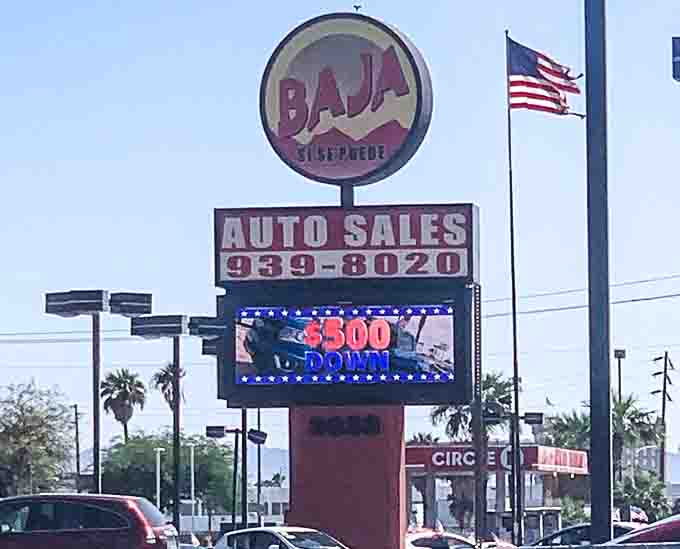 BAJA
SI SE PUEDE
AUTO SALES
939-8020
$500
DOWN
CIRCLE